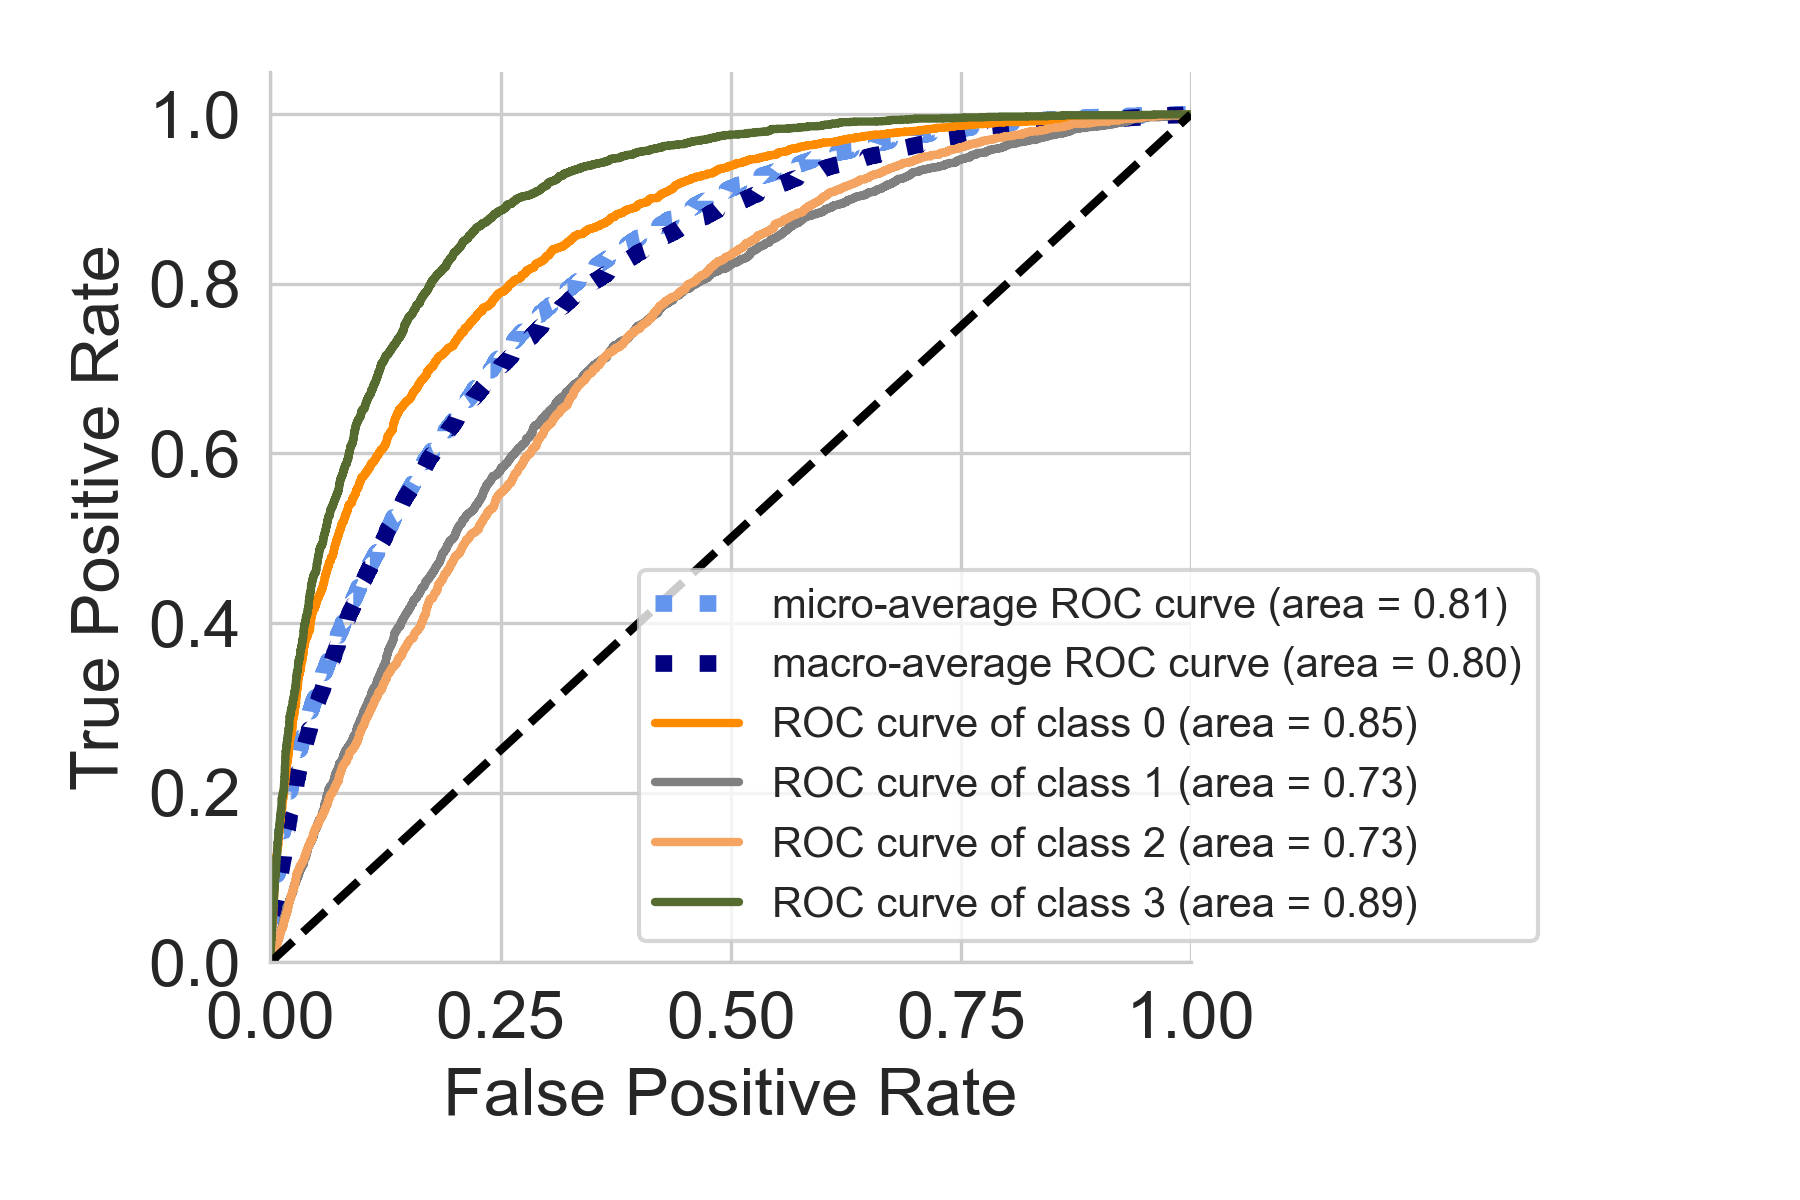 True Positive Rate
1.0
0.8
0.6
0.4
0.2
0.0
0.00 0.25 0.50 0.75 1.00
False Positive Rate
micro-average ROC curve (area = 0.81)
macro-average ROC curve (area = 0.80)
ROC curve of class 0 (area = 0.85)
ROC curve of class 1 (area = 0.73)
ROC curve of class 2 (area = 0.73)
ROC curve of class 3 (area = 0.89)